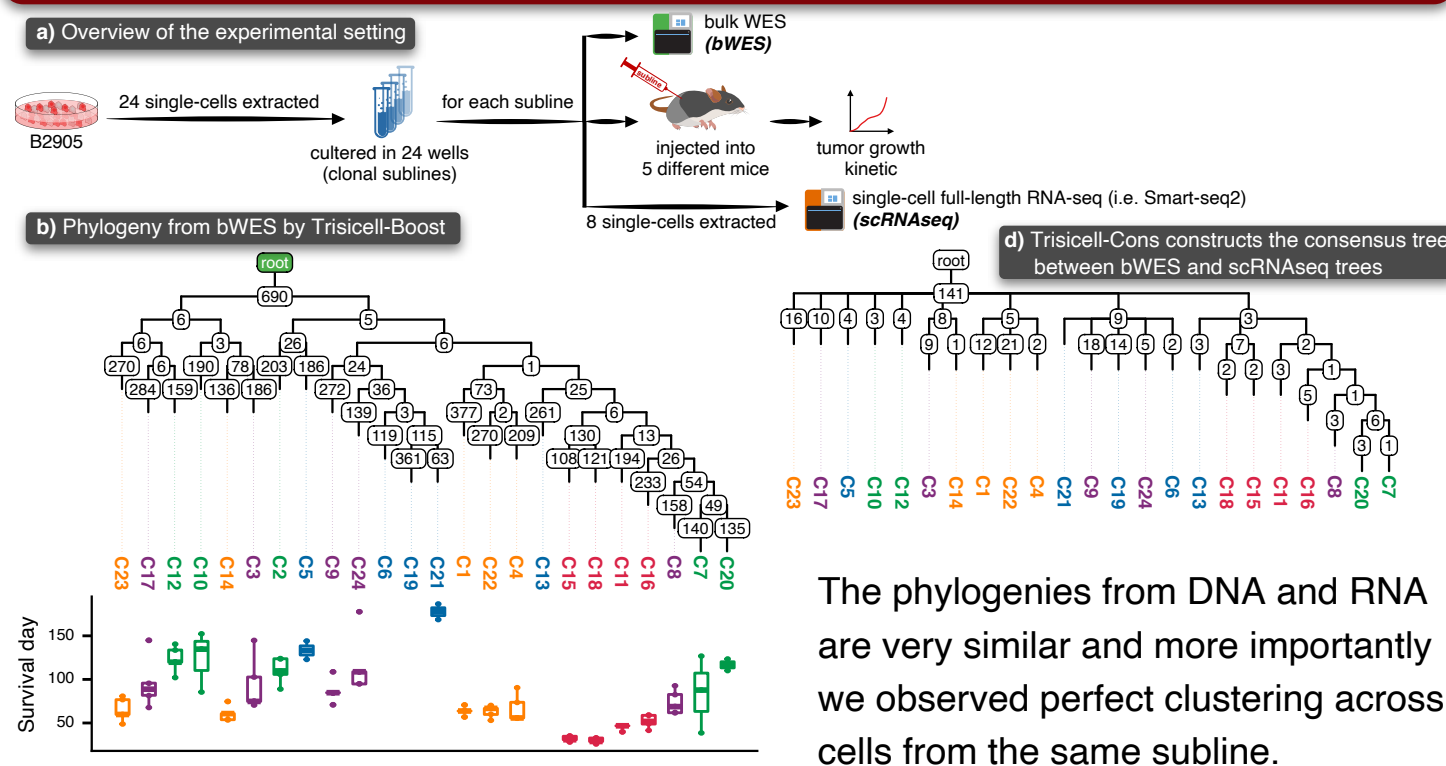 a) Overview of the experimental setting
bulk WES
(bWES)
subline
24 single-cells extracted
for each subline
B2905
cultered in 24 wells
(clonal sublines)
injected into
5 different mice
tumor growth
kinetic
8 single-cells extracted
single-cell full-length RNA-seq (i.e. Smart-seq2)
(scRNAseq)
b) Phylogeny from bWES by Trisicell-Boost
root
690
6 5
6 3 26 6
270 6 190 78 203 186 24 1
284 159 136 186 272 36 73 25
139 3 377 2 261 6
119 115 270 209 130 13
361 63 108 121 194 26
233 54
158 49
140 135
C23 C17 C12 C10 C14 C3 C2 C5 C9 C24 C6 C19 C21 C1 C22 C4 C13 C15 C18 C11 C16 C8 C7 C20
Survival day
150
100
50
d) Trisicell-Cons constructs the consensus tree
between bWES and scRNAseq trees
root
141
16 10 4 3 4 8 5 9 3
9 1 12 21 2 18 14 5 2 3 7 2
2 2 3 1
5 1
3 6
3 1
C23 C17 C5 C10 C12 C3 C14 C1 C22 C4 C21 C9 C19 C24 C6 C13 C18 C15 C11 C16 C8 C20 C7
The phylogenies from DNA and RNA
are very similar and more importantly
we observed perfect clustering across
cells from the same subline.